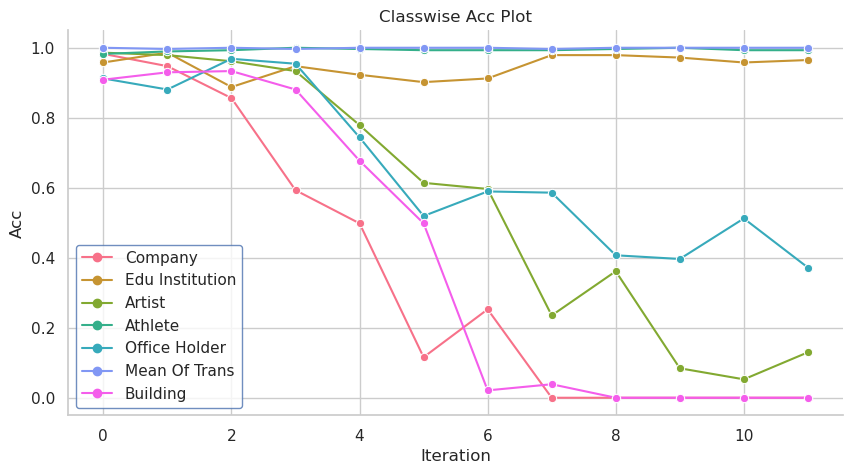 Classwise Acc Plot
1.0
0.8
0.6
0.4
0.2
0.0
Acc
Company
Edu Institution
Artist
Athlete
Office Holder
Mean Of Trans
Building
0 2 4 6 8 10
Iteration